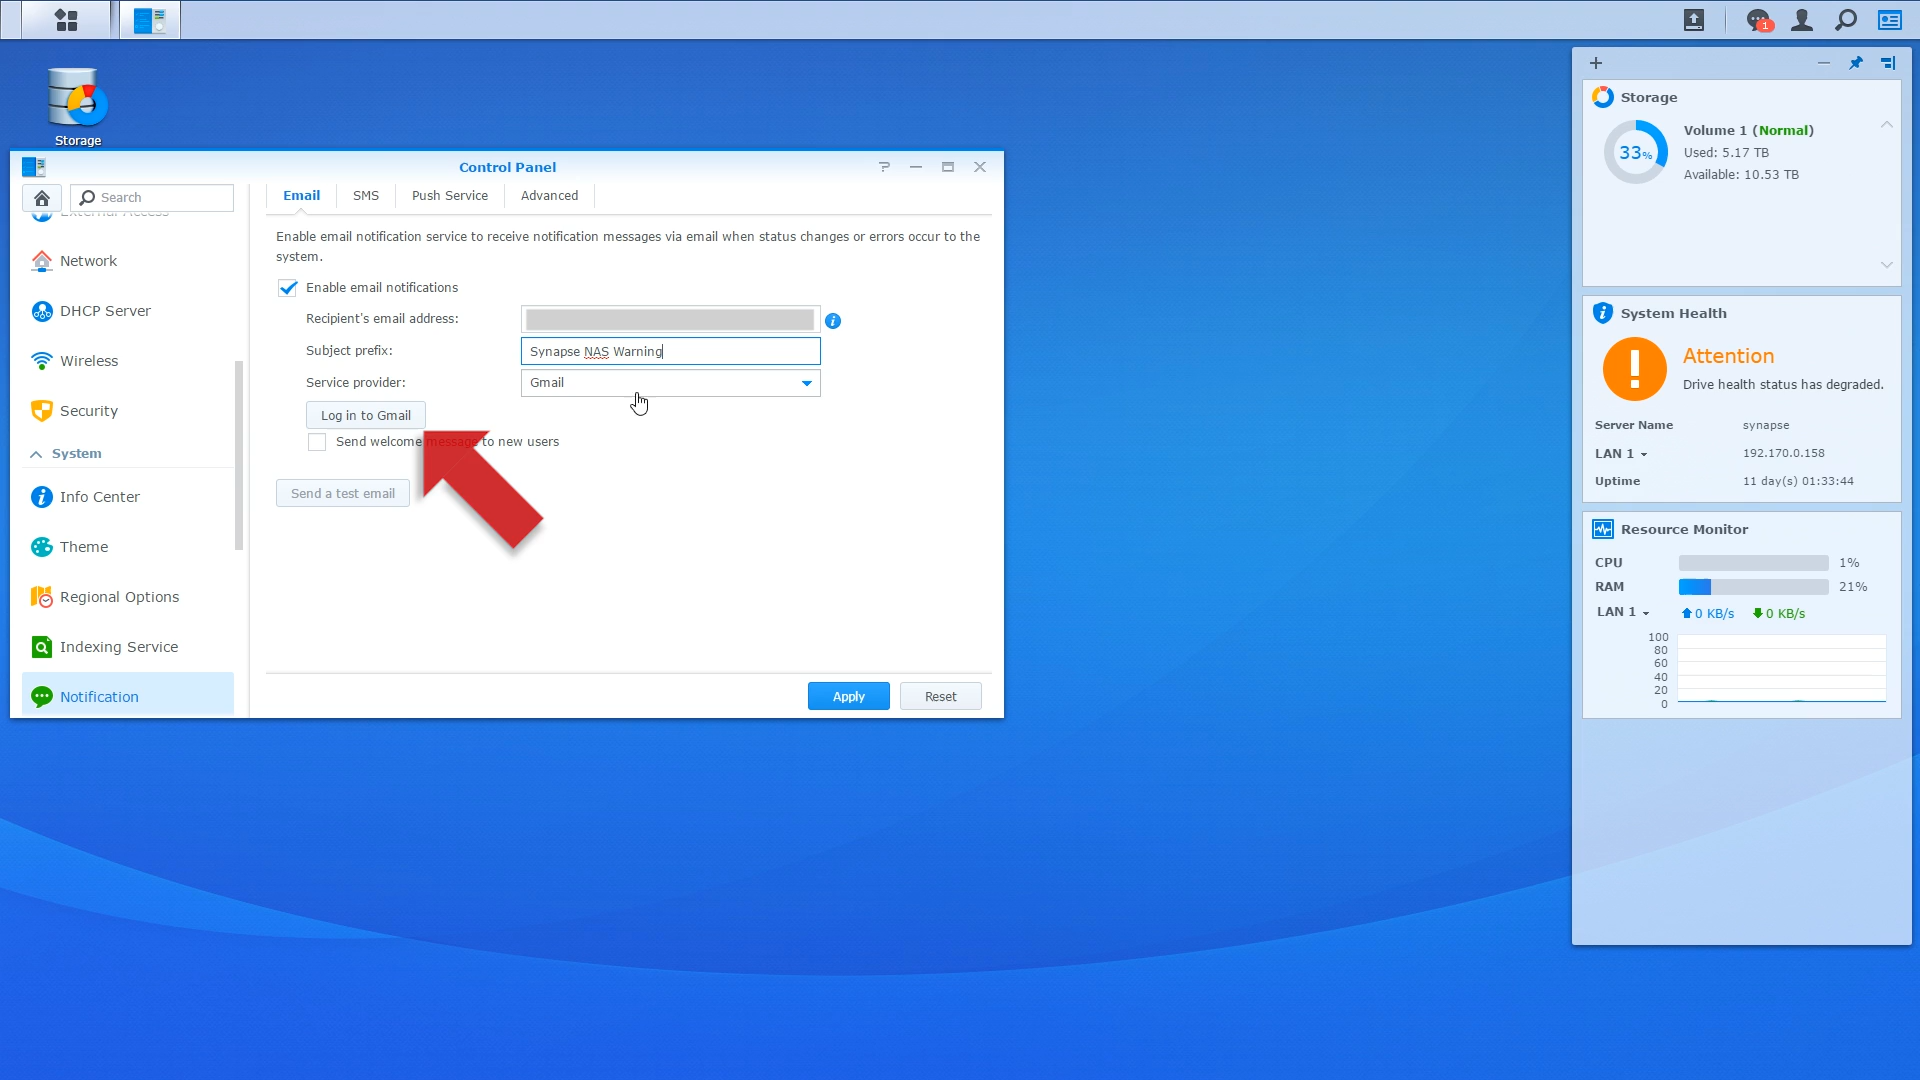 1
Storage
Control Panel
Search
External Access
Network
DHCP Server
Wireless
Security
System
Info Center
Theme
Regional Options
Indexing Service
Notification
Email SMS Push Service Advanced
Enable email notification service to receive notification messages via email when status changes or errors occur to the
system.
Enable email notifications
Recipient's email address:
Subject prefix: Synapse NAS Warning
Service provider: Gmail
Log in to Gmail
Send welcome message to new users
Send a test email
Apply Reset
Storage
33%
Volume 1 (Normal)
Used: 5.17 TB
Available: 10.53 TB
System Health
Attention
Drive health status has degraded.
Server Name synapse
LAN 1 192.170.0.158
Uptime 11 day(s) 01:33:44
Resource Monitor
CPU 1%
RAM 21%
LAN 1 0 KB/s 0 KB/s
100
80
60
40
20
0